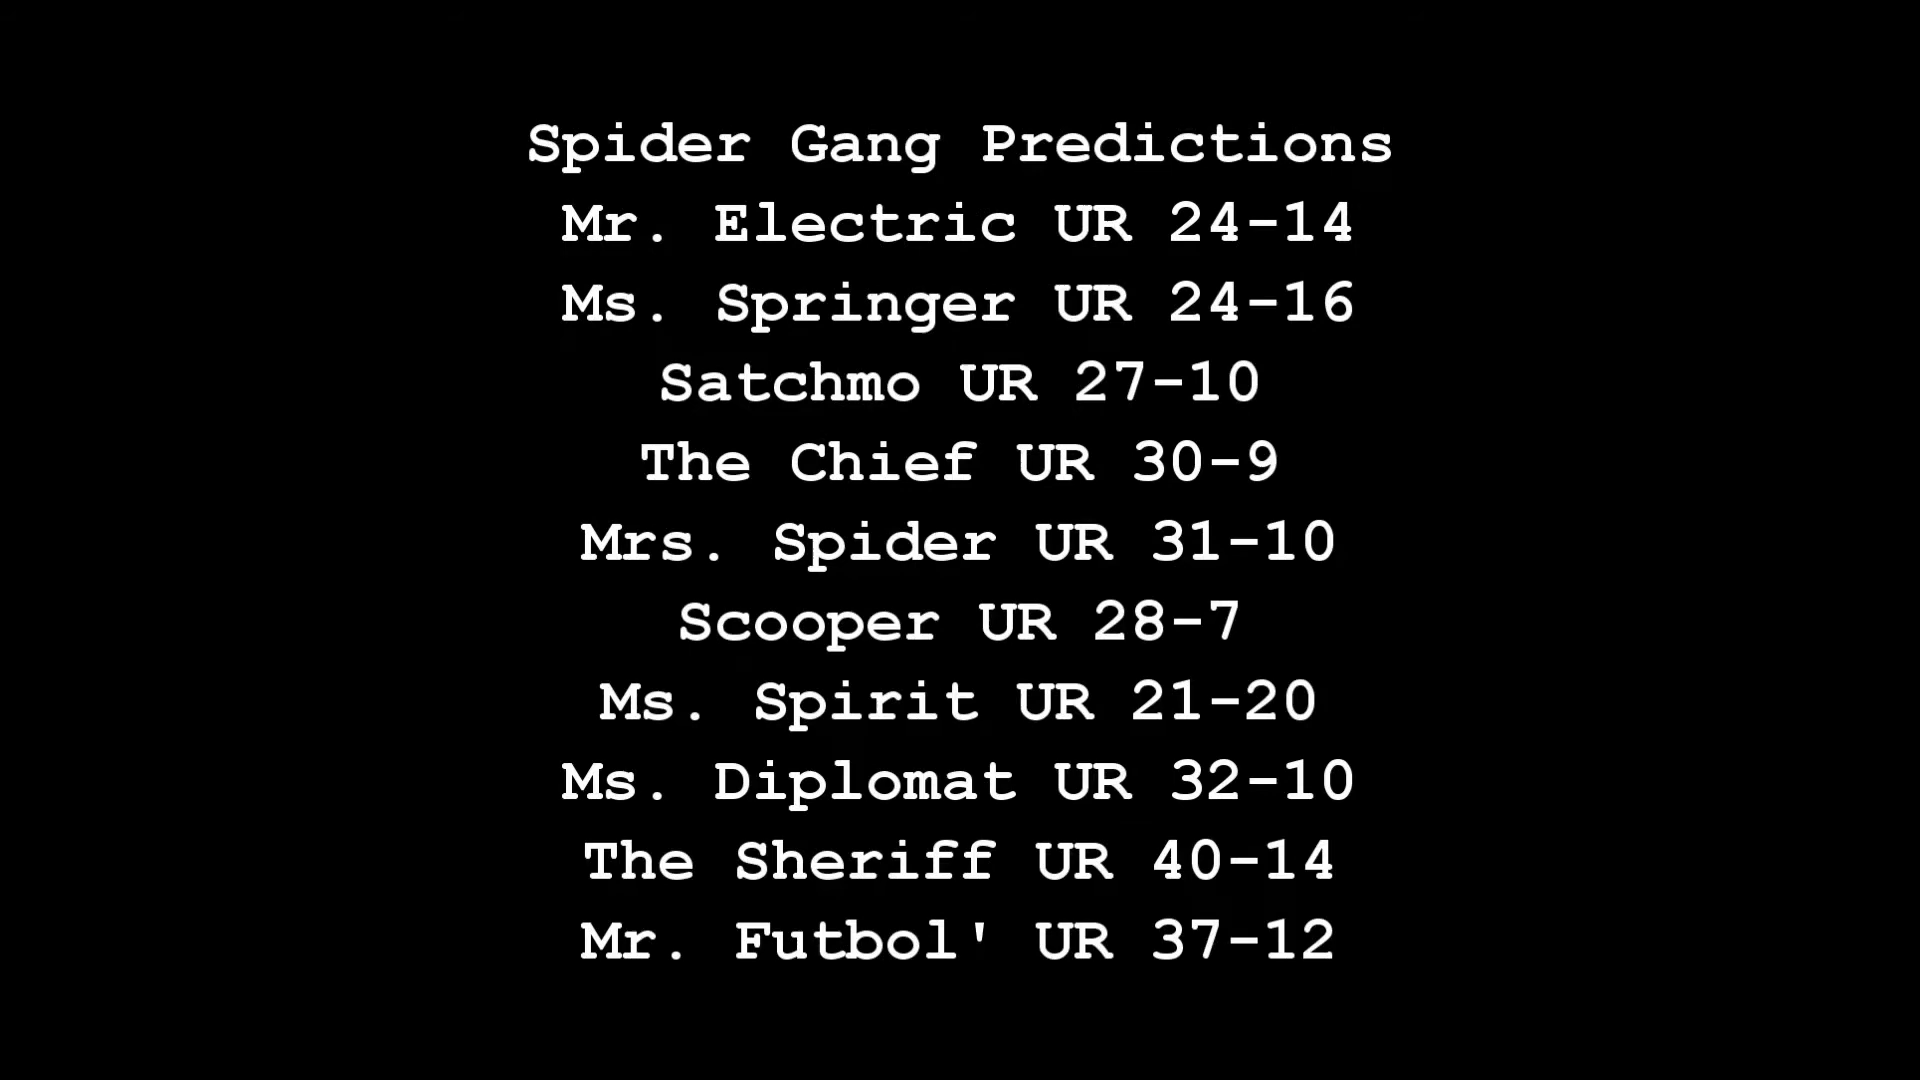 Spider Gang Predictions
Mr. Electric UR 24-14
Ms. Springer UR 24-16
Satchmo UR 27-10
The Chief UR 30-9
Mrs. Spider UR 31-10
Scooper UR 28-7
Ms. Spirit UR 21-20
Ms. Diplomat UR 32-10
The Sheriff UR 40-14
Mr. Futbol' UR 37-12